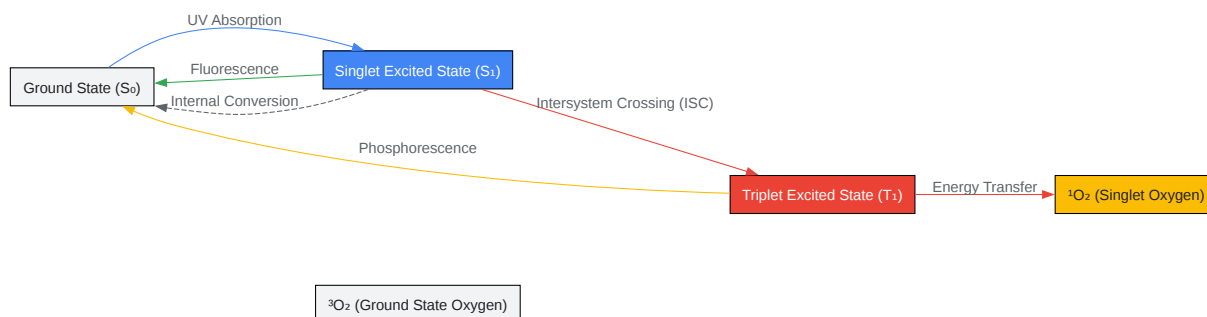 UV Absorption
Fluorescence
Singlet Excited State (S₁)
Ground State (S₀)
Internal Conversion
Intersystem Crossing (ISC)
Phosphorescence
Triplet Excited State (T₁)
Energy Transfer
¹O₂ (Singlet Oxygen)
³O₂ (Ground State Oxygen)